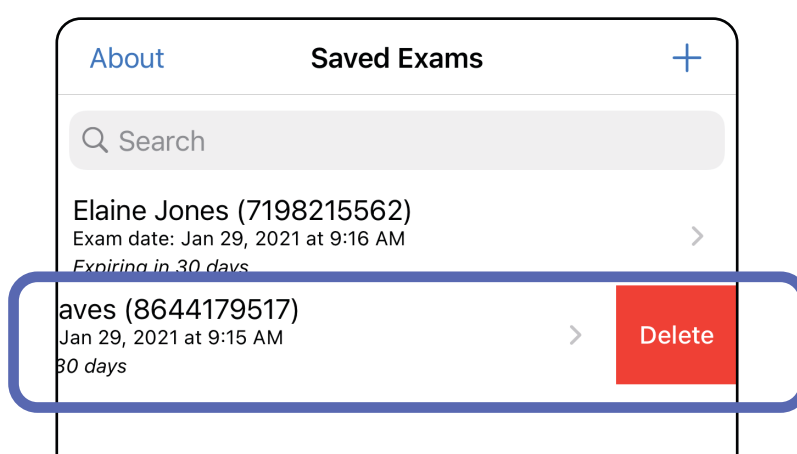 About
Saved Exams
Search
Elaine Jones (7198215562)
Exam date: Jan 29, 2021 at 9:16 AM
Expiring in 30 days
aves (8644179517)
Jan 29, 2021 at 9:15 AM
30 days
Delete